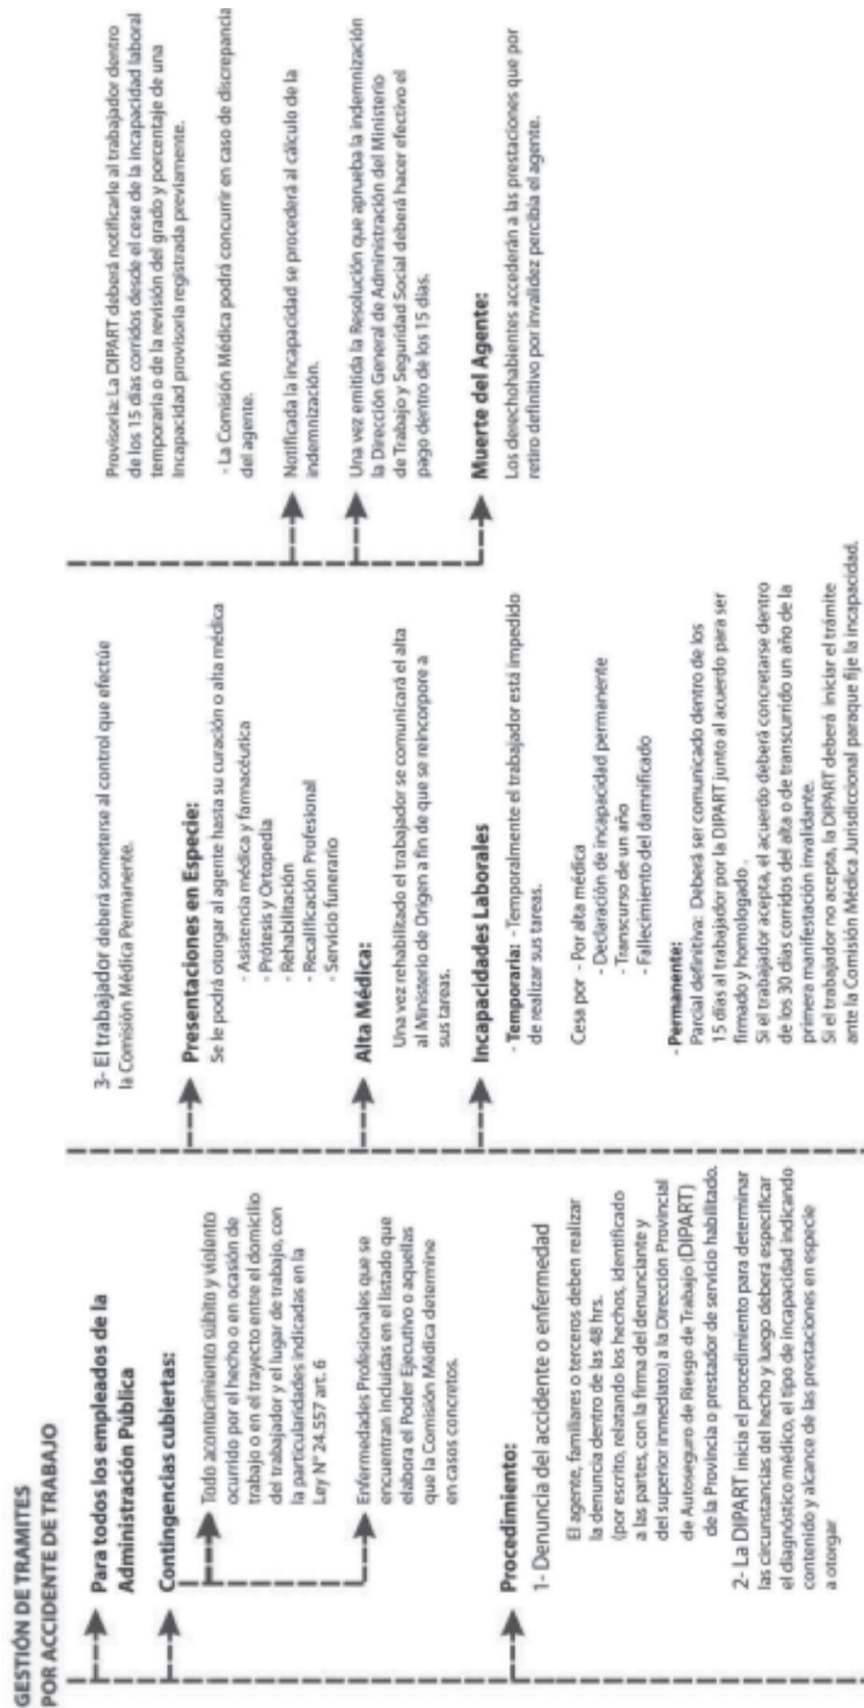 GESTIÓN DE TRAMITES
POR ACCIDENTE DE TRABAJO
Para todos los empleados de la
Administración Pública
Contingencias cubiertas:
Todo acontecimiento súbito y violento
ocurrido por el hecho o en ocasión de
trabajo o en el trayecto entre el domicilio
del trabajador y el lugar de trabajo, con
la particularidades indicadas en la
Ley N° 24.557 art. 6
Enfermedades Profesionales que se
encuentran incluidas en el listado que
elabora el Poder Ejecutivo o aquellas
que la Comisión Médica determine
en casos concretos.
Procedimiento:
1- Denuncia del accidente o enfermedad
El agente, familiares o terceros deben realizar
la denuncia dentro de las 48 hrs.
(por escrito, relatando los hechos, identificado
a las partes, con la firma del denunciante y
del superior inmediato) a la Dirección Provincial
de Autoseguro de Riesgo de Trabajo (DIPART)
de la Provincia o prestador de servicio habilitado.
2- La DIPART inicia el procedimiento para determinar
las circunstancias del hecho y luego deberá especificar
el diagnóstico médico, el tipo de incapacidad indicando
contenido y alcance de las prestaciones en especie
a otorgar
3- El trabajador deberá someterse al control que efectúe
la Comisión Médica Permanente.
Presentaciones en Especie:
Se le podrá otorgar al agente hasta su curación o alta médica
- Asistencia médica y farmacéutica
- Prótesis y Ortopedia
- Rehabilitación
- Recalificación Profesional
- Servicio funerario
Alta Médica:
Una vez rehabilitado el trabajador se comunicará el alta
al Ministerio de Origen a fin de que se reincorpore a
sus tareas.
Incapacidades Laborales
- Temporaria: - Temporalmente el trabajador está impedido
de realizar sus tareas.
Cesa por - Por alta médica
- Declaración de incapacidad permanente
- Transcurso de un año
- Fallecimiento del damnificado
- Permanente:
Parcial definitiva: Deberá ser comunicado dentro de los
15 días al trabajador por la DIPART junto al acuerdo para ser
firmado y homologado .
Si el trabajador acepta, el acuerdo deberá concretarse dentro
de los 30 días corridos del alta o de transcurrido un año de la
primera manifestación invalidante.
Si el trabajador no acepta, la DIPART deberá iniciar el trámite
ante la Comisión Médica Jurisdiccional paraque fije la incapacidad.
Provisoria: La DIPART deberá notificarle al trabajador dentro
de los 15 días corridos desde el cese de la incapacidad laboral
temporaria o de la revisión del grado y porcentaje de una
Incapacidad provisoria registrada previamente.
- La Comisión Médica podrá concurrir en caso de discrepancia
del agente.
Notificada la incapacidad se procederá al cálculo de la
indemnización.
Una vez emitida la Resolución que aprueba la indemnización
la Dirección General de Administración del Ministerio
de Trabajo y Seguridad Social deberá hacer efectivo el
pago dentro de los 15 días.
Muerte del Agente:
Los derechohabientes accederán a las prestaciones que por
retiro definitivo por invalidez percibía el agente.